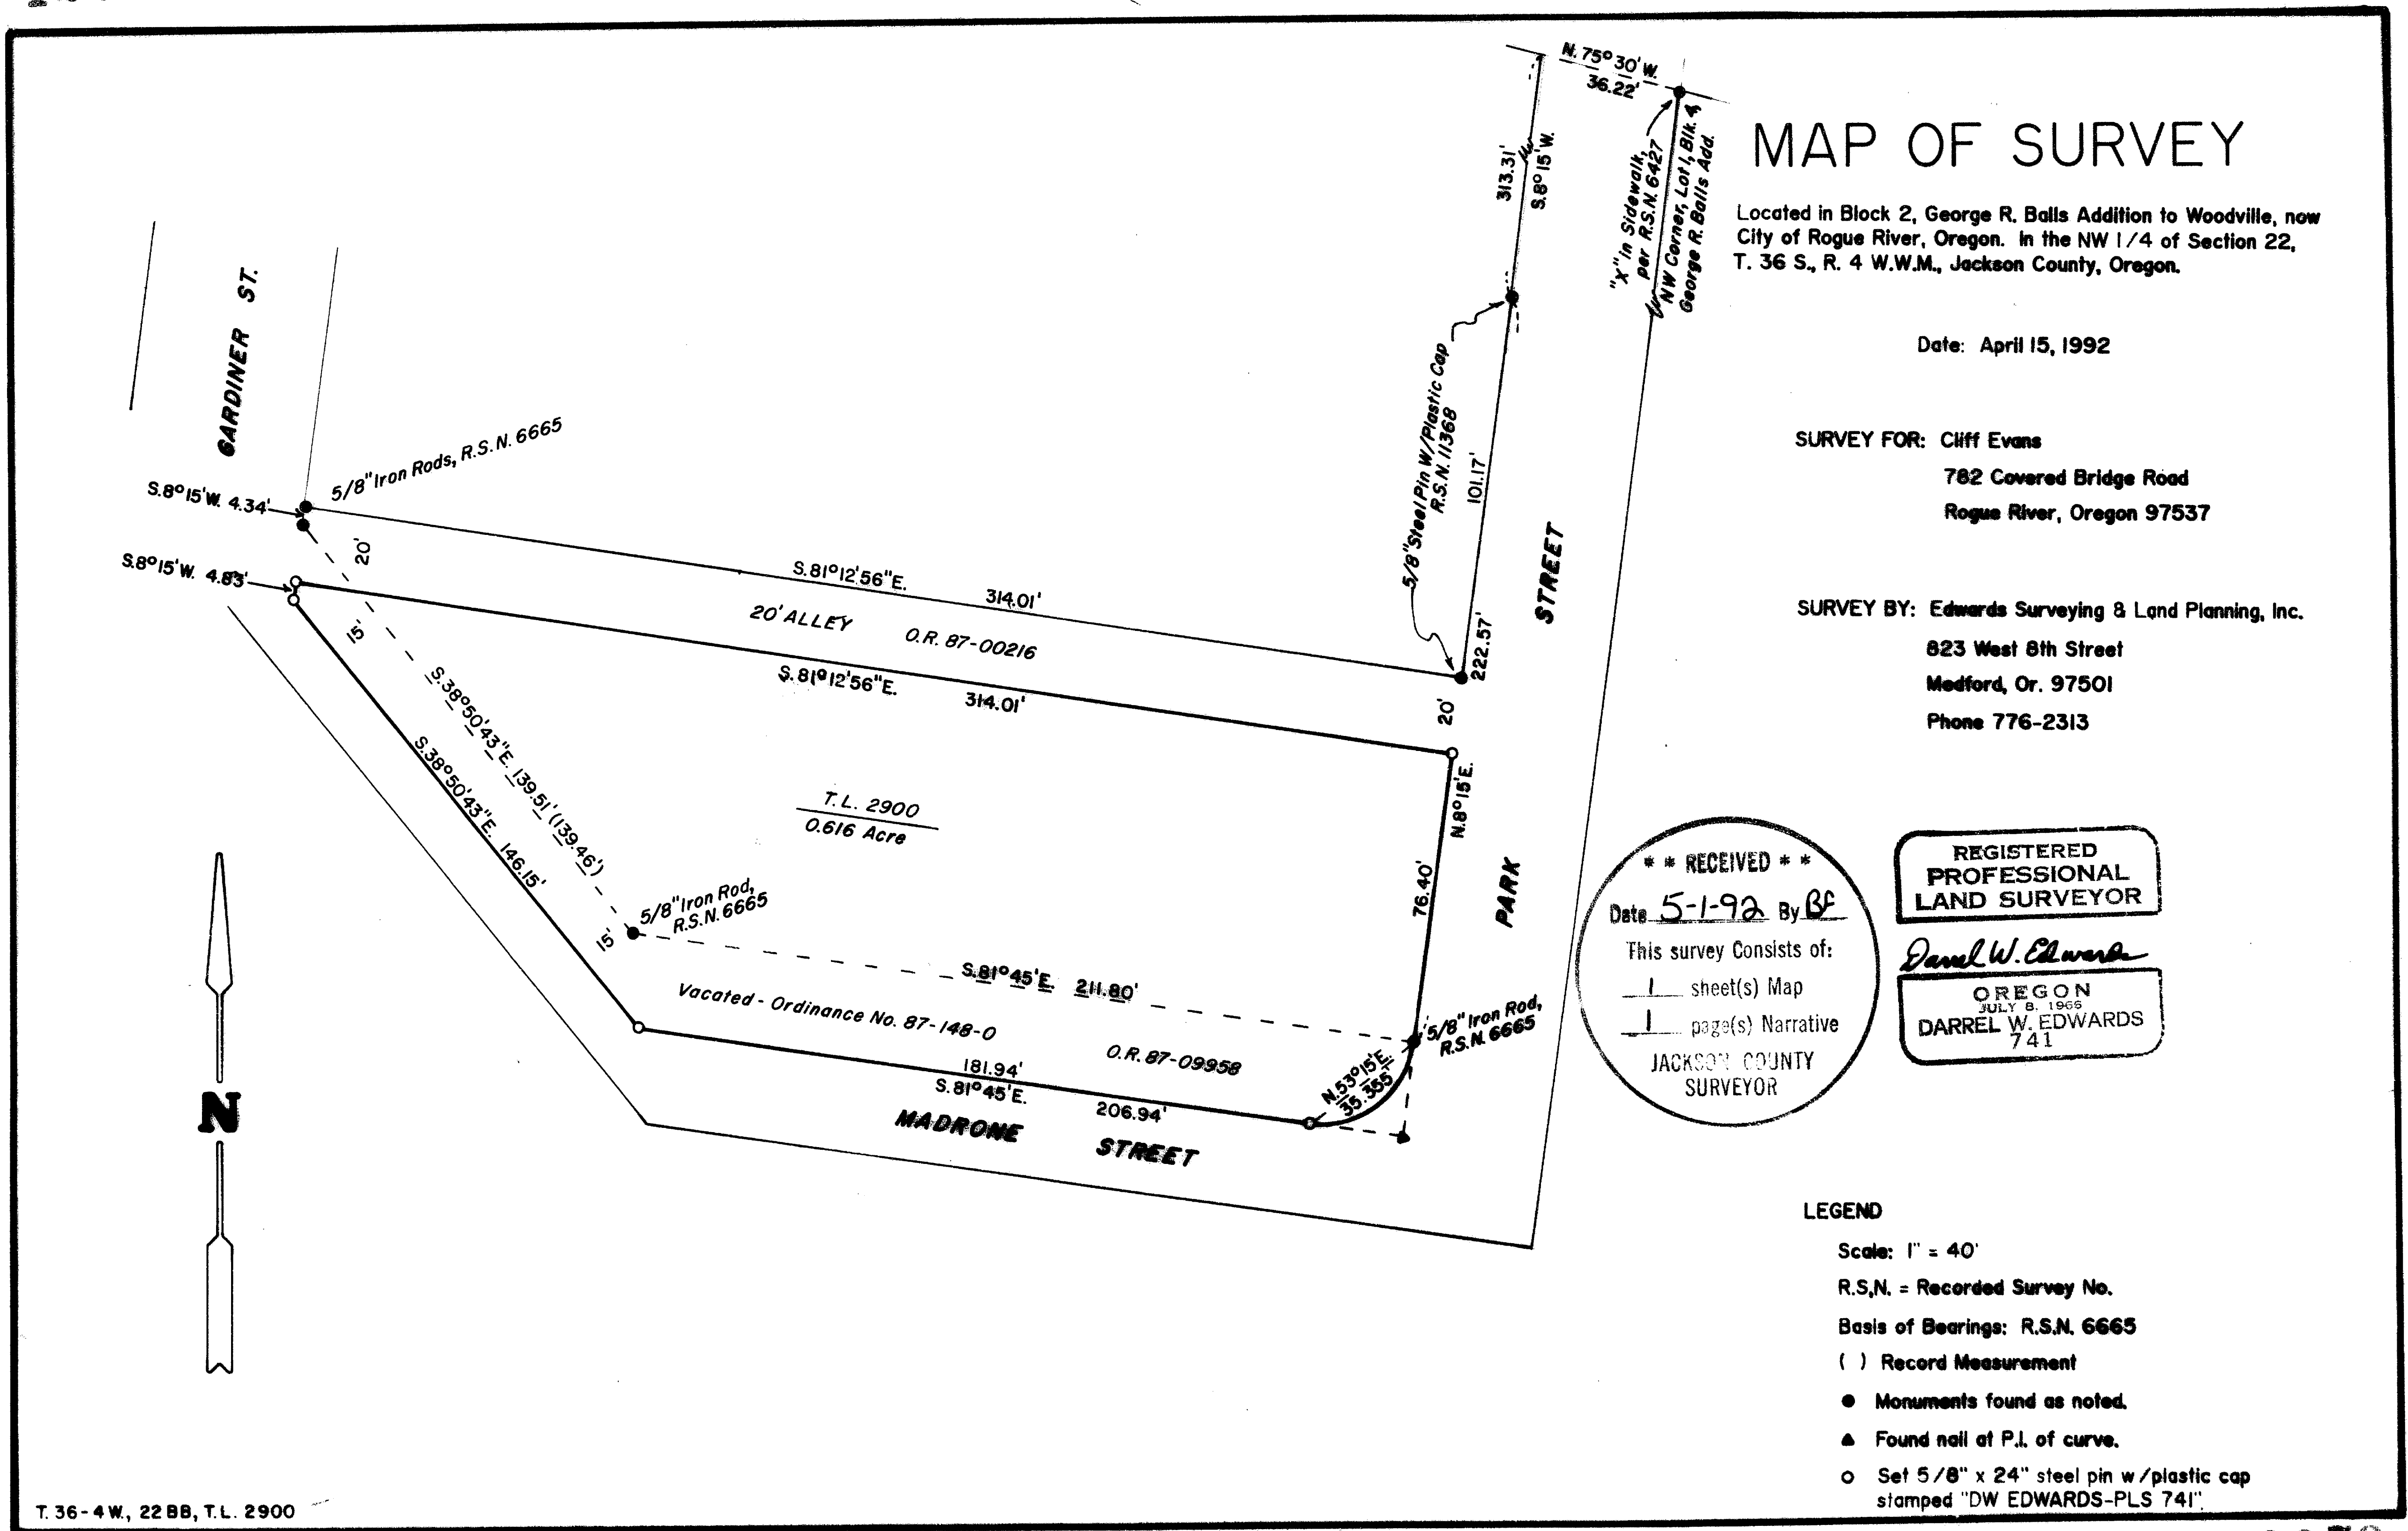 N. 75° 30' W.
36.22'
MAP OF SURVEY
Located in Block 2, George R. Balls Addition to Woodville, now
City of Rogue River, Oregon. In the NW 1/4 of Section 22,
T. 36 S., R. 4 W.W.M., Jackson County, Oregon.
Date: April 15, 1992
SURVEY FOR: Cliff Evans
782 Covered Bridge Road
Rogue River, Oregon 97537
SURVEY BY: Edwards Surveying & Land Planning, Inc.
823 West 8th Street
Medford, Or. 97501
Phone 776-2313
313.31'
S.8°15'W.
"X" in Sidewalk,
per R.S.N. 6427
NW Corner, Lot 1, Blk. 4,
George R. Balls Add.
GARDINER ST.
5/8" Iron Rods, R.S.N. 6665
S.8°15'W. 4.34'
S.8°15'W. 4.83'
20'
15'
5/8" Steel Pin W/Plastic Cap
R.S.N. 11368
101.17'
222.57'
S.81°12'56"E. 314.01'
20' ALLEY O.R. 87-00216
S.81°12'56"E. 314.01'
20'
PARK STREET
S.38°50'43"E. 139.51' (139.46')
S.38°50'43"E. 146.15'
T.L. 2900
0.616 Acre
N.8°15'E.
76.40'
5/8" Iron Rod,
R.S.N. 6665
15'
S.81°45'E. 211.80'
Vacated - Ordinance No. 87-148-O
O.R. 87-09958
5/8" Iron Rod,
R.S.N. 6665
N.53°15'E.
35.355'
181.94'
S.81°45'E.
206.94'
MADRONE STREET
N
* * RECEIVED * *
Date 5-1-92 By BF
This survey Consists of:
1 sheet(s) Map
1 page(s) Narrative
JACKSON COUNTY
SURVEYOR
REGISTERED
PROFESSIONAL
LAND SURVEYOR
Darrel W. Edwards
OREGON
JULY 8, 1966
DARREL W. EDWARDS
741
LEGEND
Scale: 1" = 40'
R.S.N. = Recorded Survey No.
Basis of Bearings: R.S.N. 6665
( ) Record Measurement
● Monuments found as noted.
▲ Found nail at P.I. of curve.
○ Set 5/8" x 24" steel pin w/plastic cap
stamped "DW EDWARDS-PLS 741".
T. 36-4W., 22BB, T.L. 2900